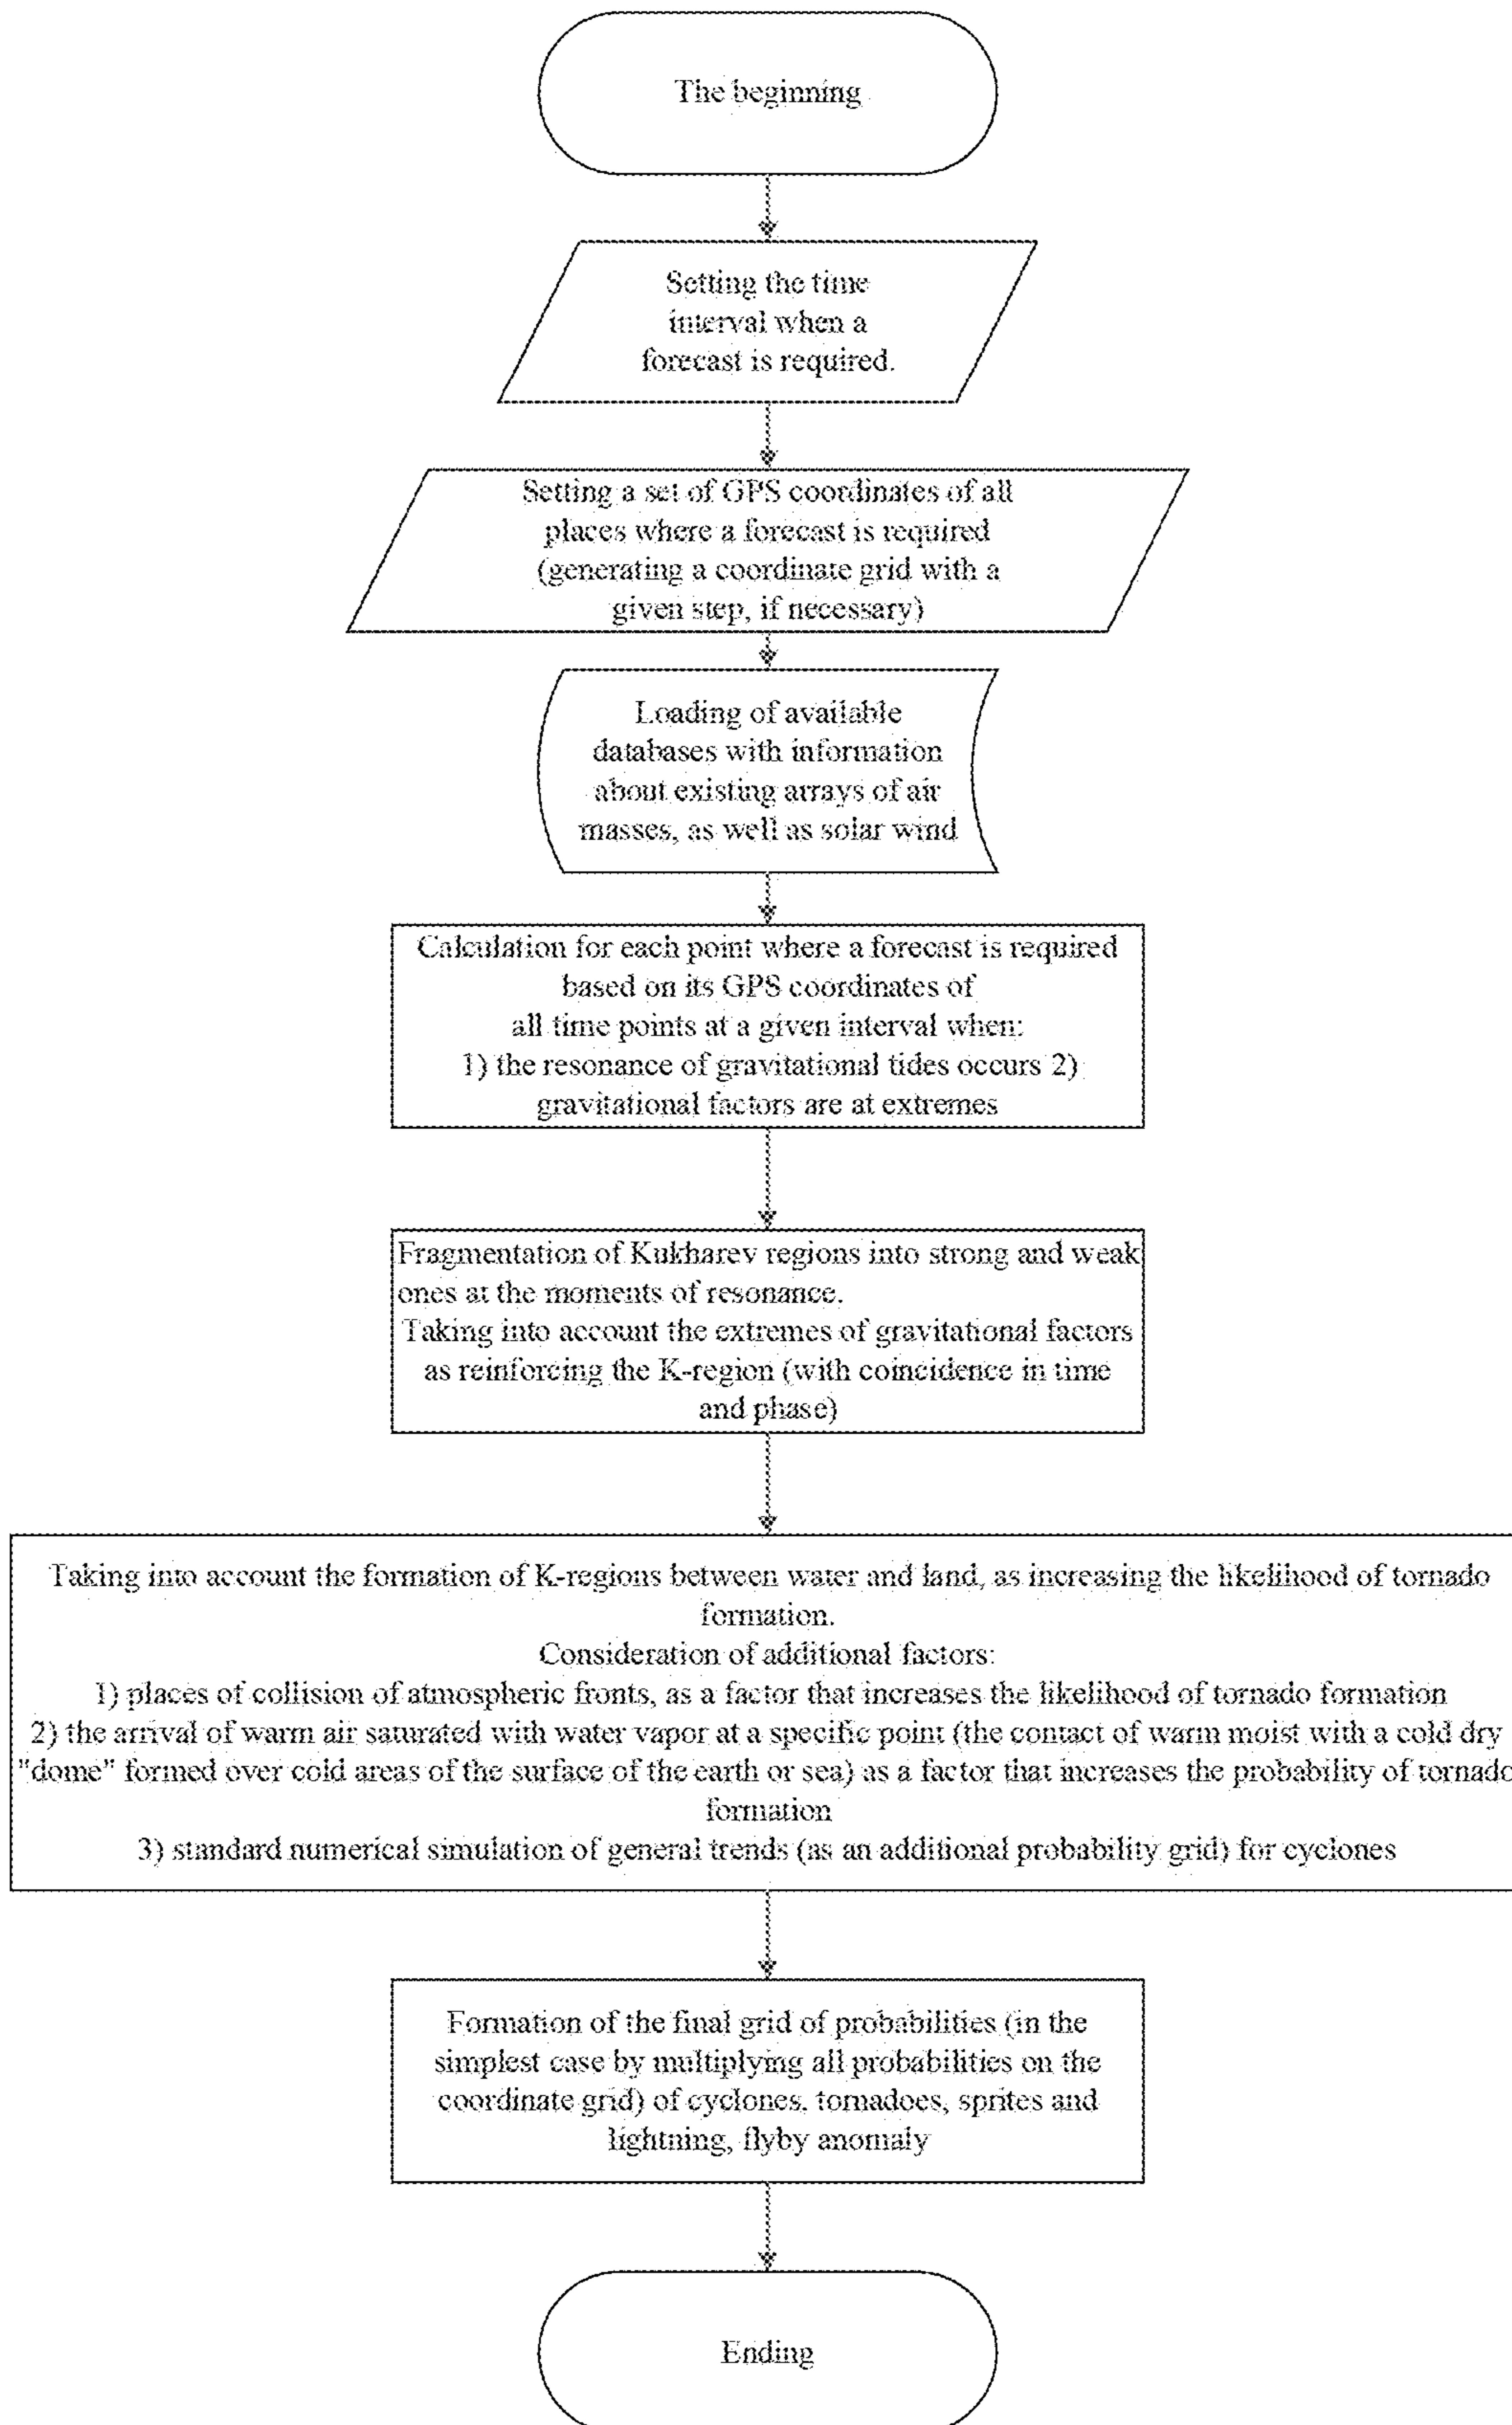 The beginning
Setting the time
interval when a
forecast is required.
Setting a set of GPS coordinates of all
places where a forecast is required
(generating a coordinate grid with a
given step, if necessary)
Loading of available
databases with information
about existing arrays of air
masses, as well as solar wind
Calculation for each point where a forecast is required
based on its GPS coordinates of
all time points at a given interval when:
1) the resonance of gravitational tides occurs 2)
gravitational factors are at extremes
Fragmentation of Kukharev regions into strong and weak
ones at the moments of resonance.
Taking into account the extremes of gravitational factors
as reinforcing the K-region (with coincidence in time
and phase)
Taking into account the formation of K-regions between water and land, as increasing the likelihood of tornado
formation.
Consideration of additional factors:
1) places of collision of atmospheric fronts, as a factor that increases the likelihood of tornado formation
2) the arrival of warm air saturated with water vapor at a specific point (the contact of warm moist with a cold dry
"dome" formed over cold areas of the surface of the earth or sea) as a factor that increases the probability of tornado
formation
3) standard numerical simulation of general trends (as an additional probability grid) for cyclones
Formation of the final grid of probabilities (in the
simplest case by multiplying all probabilities on the
coordinate grid) of cyclones, tornadoes, sprites and
lightning, flyby anomaly
Ending